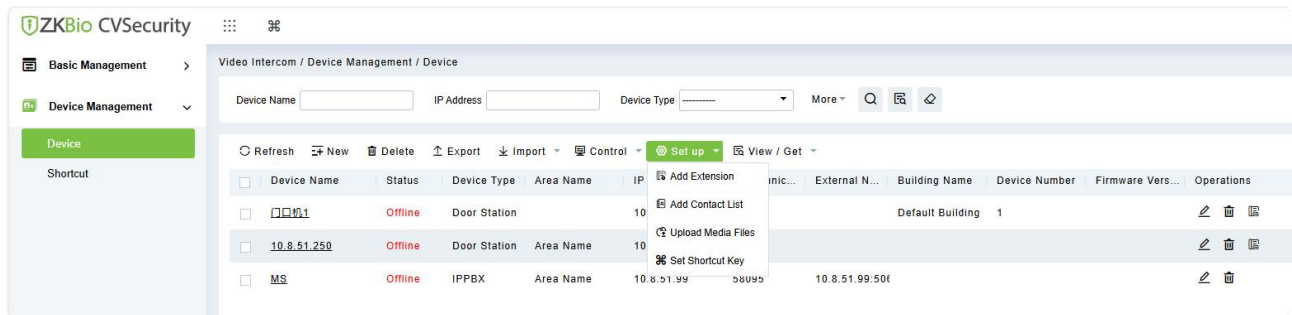 ZKBio CVSecurity
Basic Management
Device Management
Device
Shortcut
Video Intercom / Device Management / Device
Device Name IP Address Device Type ---------- More
Refresh New Delete Export Import Control Set up View / Get
Device Name Status Device Type Area Name IP nic... External N... Building Name Device Number Firmware Vers... Operations
Add Extension
Add Contact List
Upload Media Files
Set Shortcut Key
门口机1 Offline Door Station 10 Default Building 1
10.8.51.250 Offline Door Station Area Name 10
MS Offline IPPBX Area Name 10.8.51.99 58095 10.8.51.99:506